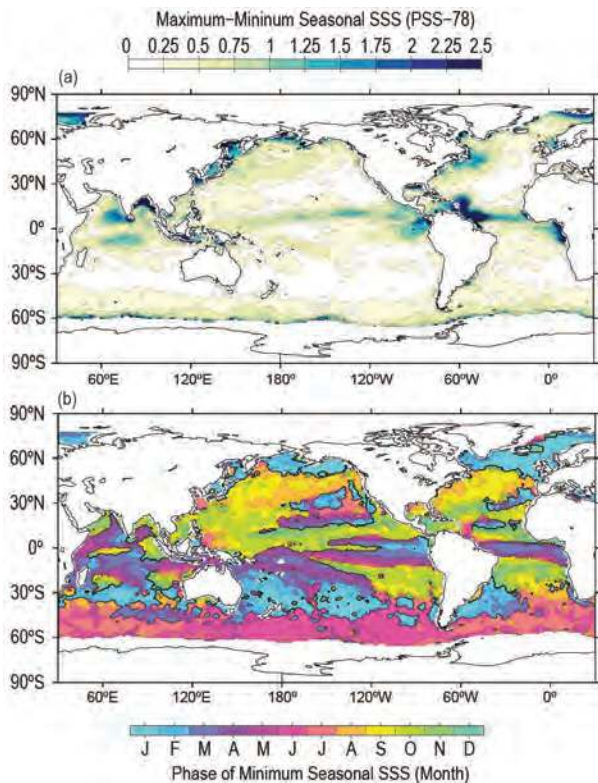 Maximum−Mininum Seasonal SSS (PSS−78)
0 0.25 0.5 0.75 1 1.25 1.5 1.75 2 2.25 2.5
(a)
90ºN
60ºN
30ºN
0º
30ºS
60ºS
90ºS
60ºE 120ºE 180º 120ºW 60ºW 0º
(b)
90ºN
60ºN
30ºN
0ºN
30ºS
60ºS
90ºS
60ºE 120ºE 180º 120ºW 60ºW 0º
J F M A M J J A S O N D
Phase of Minimum Seasonal SSS (Month)